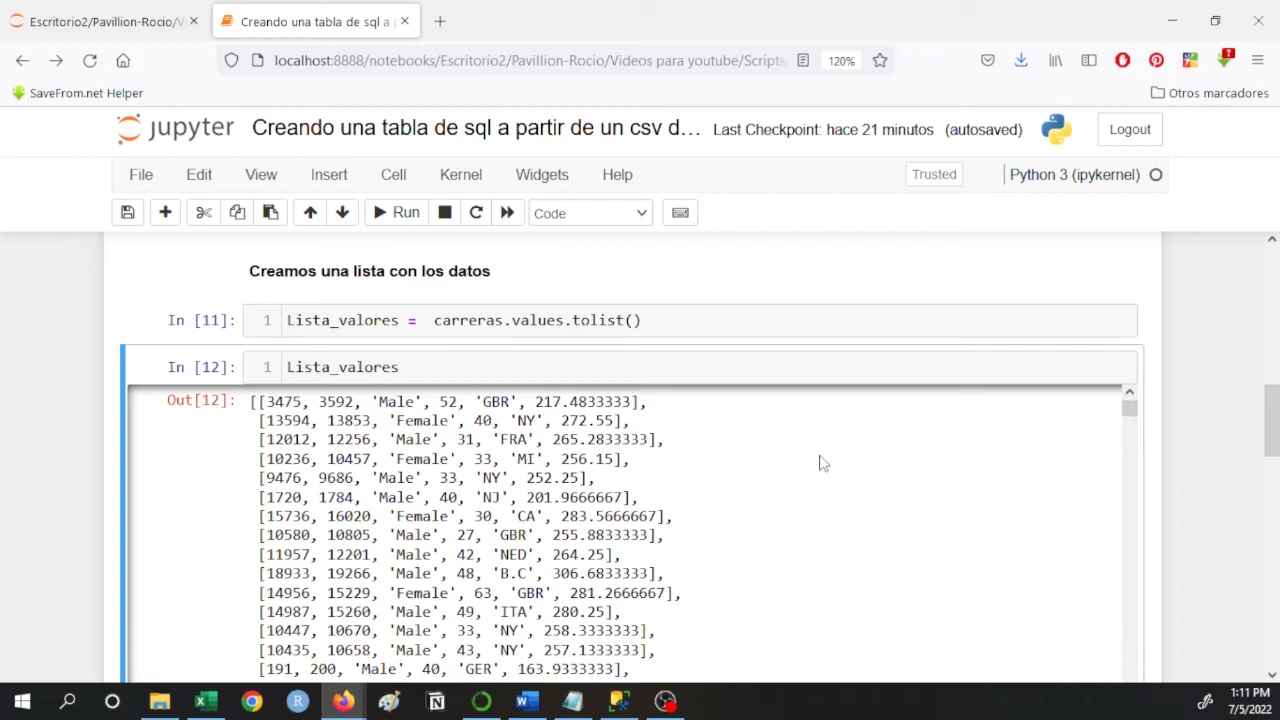 Escritorio2/Pavillion-Rocio/Vi
Creando una tabla de sql a p
localhost:8888/notebooks/Escritorio2/Pavillion-Rocio/Videos para youtube/Scripts
120%
SaveFrom.net Helper
Otros marcadores
jupyter Creando una tabla de sql a partir de un csv d... Last Checkpoint: hace 21 minutos (autosaved) Logout
File Edit View Insert Cell Kernel Widgets Help Trusted Python 3 (ipykernel)
Run Code
Creamos una lista con los datos
In [11]: 1 Lista_valores = carreras.values.tolist()
In [12]: 1 Lista_valores
Out[12]: [[3475, 3592, 'Male', 52, 'GBR', 217.4833333],
[13594, 13853, 'Female', 40, 'NY', 272.55],
[12012, 12256, 'Male', 31, 'FRA', 265.2833333],
[10236, 10457, 'Female', 33, 'MI', 256.15],
[9476, 9686, 'Male', 33, 'NY', 252.25],
[1720, 1784, 'Male', 40, 'NJ', 201.9666667],
[15736, 16020, 'Female', 30, 'CA', 283.5666667],
[10580, 10805, 'Male', 27, 'GBR', 255.8833333],
[11957, 12201, 'Male', 42, 'NED', 264.25],
[18933, 19266, 'Male', 48, 'B.C', 306.6833333],
[14956, 15229, 'Female', 63, 'GBR', 281.2666667],
[14987, 15260, 'Male', 49, 'ITA', 280.25],
[10447, 10670, 'Male', 33, 'NY', 258.3333333],
[10435, 10658, 'Male', 43, 'NY', 257.1333333],
[191, 200, 'Male', 40, 'GER', 163.9333333],
1:11 PM
7/5/2022